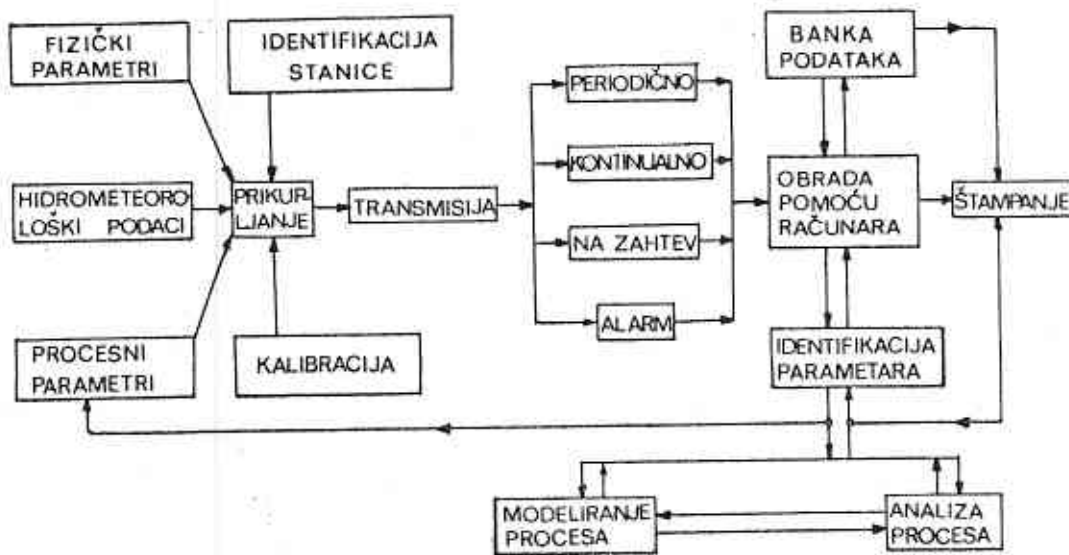 FIZIČKI
PARAMETRI
IDENTIFIKACIJA
STANICE
BANKA
PODATAKA
PERIODIČNO
HIDROMETEORO
LOŠKI PODACI
PRIKUP-
LJANJE
TRANSMISIJA
KONTINUALNO
OBRADA
POMOĆU
RAČUNARA
ŠTAMPANJE
NA ZAHTEV
ALARM
PROCESNI
PARAMETRI
KALIBRACIJA
IDENTIFIKACIJA
PARAMETARA
MODELIRANJE
PROCESA
ANALIZA
PROCESA